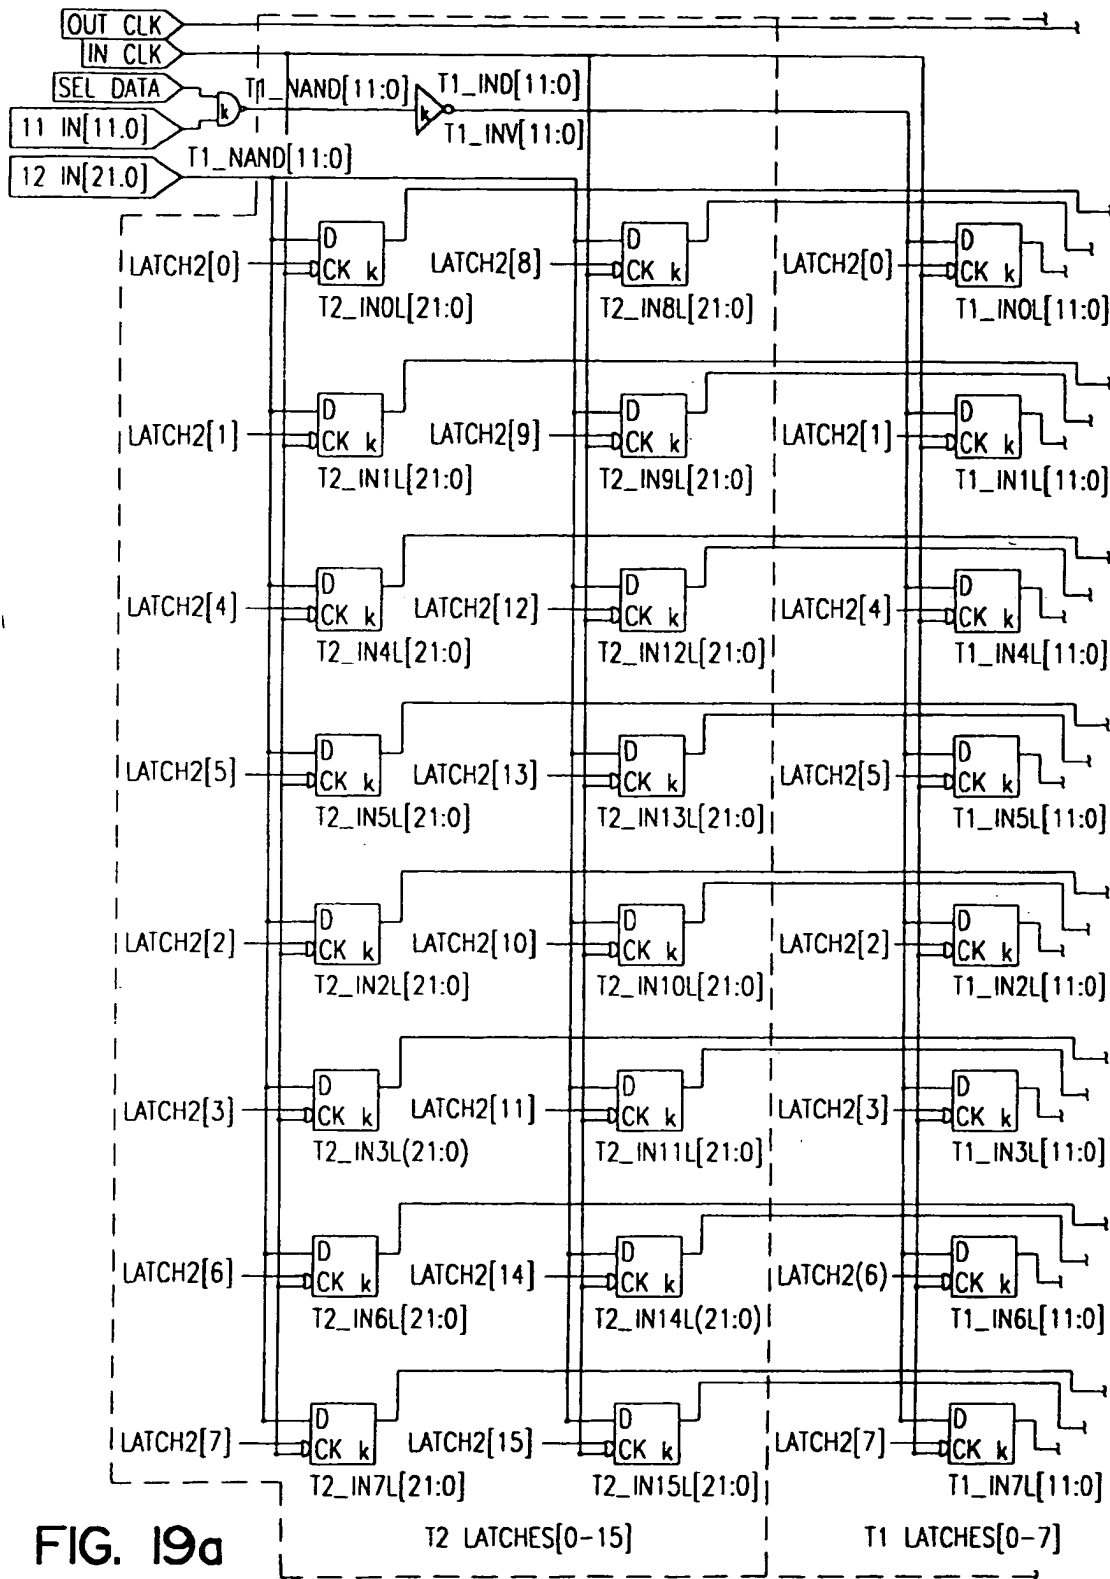 OUT CLK
IN CLK
SEL DATA
T1_NAND[11:0]
T1_IND[11:0]
k
k
11 IN[11.0]
T1_INV[11:0]
T1_NAND[11:0]
12 IN[21.0]
D D D
LATCH2[0] CK k LATCH2[8] CK k LATCH2[0] CK k
T2_IN0L[21:0] T2_IN8L[21:0] T1_IN0L[11:0]
D D D
LATCH2[1] CK k LATCH2[9] CK k LATCH2[1] CK k
T2_IN1L[21:0] T2_IN9L[21:0] T1_IN1L[11:0]
D D D
LATCH2[4] CK k LATCH2[12] CK k LATCH2[4] CK k
T2_IN4L[21:0] T2_IN12L[21:0] T1_IN4L[11:0]
D D D
LATCH2[5] CK k LATCH2[13] CK k LATCH2[5] CK k
T2_IN5L[21:0] T2_IN13L[21:0] T1_IN5L[11:0]
D D D
LATCH2[2] CK k LATCH2[10] CK k LATCH2[2] CK k
T2_IN2L[21:0] T2_IN10L[21:0] T1_IN2L[11:0]
D D D
LATCH2[3] CK k LATCH2[11] CK k LATCH2[3] CK k
T2_IN3L(21:0) T2_IN11L[21:0] T1_IN3L[11:0]
D D D
LATCH2[6] CK k LATCH2[14] CK k LATCH2(6) CK k
T2_IN6L[21:0] T2_IN14L(21:0) T1_IN6L[11:0]
D D D
LATCH2[7] CK k LATCH2[15] CK k LATCH2[7] CK k
T2_IN7L[21:0] T2_IN15L[21:0] T1_IN7L[11:0]
FIG. 19a T2 LATCHES[0-15] T1 LATCHES[0-7]